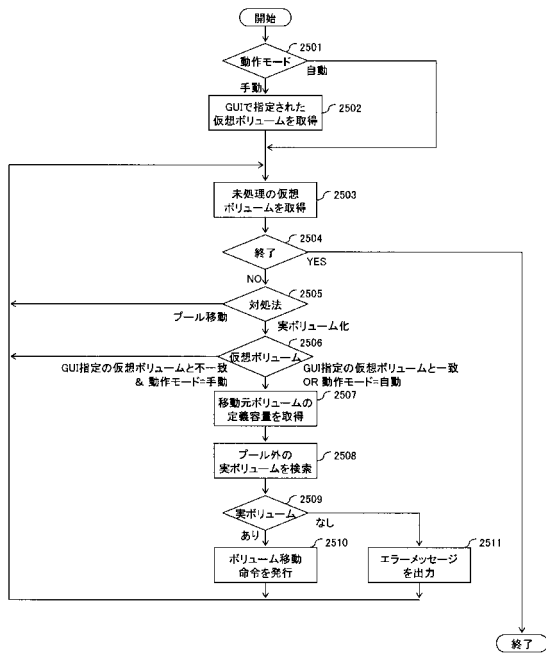 開始
2501
動作モード
自動
手動
GUIで指定された
仮想ボリュームを取得
2502
未処理の仮想
ボリュームを取得
2503
2504
終了
YES
NO
2505
対処法
プール移動
実ボリューム化
2506
仮想ボリューム
GUI指定の仮想ボリュームと不一致
& 動作モード=手動
GUI指定の仮想ボリュームと一致
OR 動作モード=自動
2507
移動元ボリュームの
定義容量を取得
2508
プール外の
実ボリュームを検索
2509
実ボリューム
なし
あり
2510
ボリューム移動
命令を発行
2511
エラーメッセージ
を出力
終了